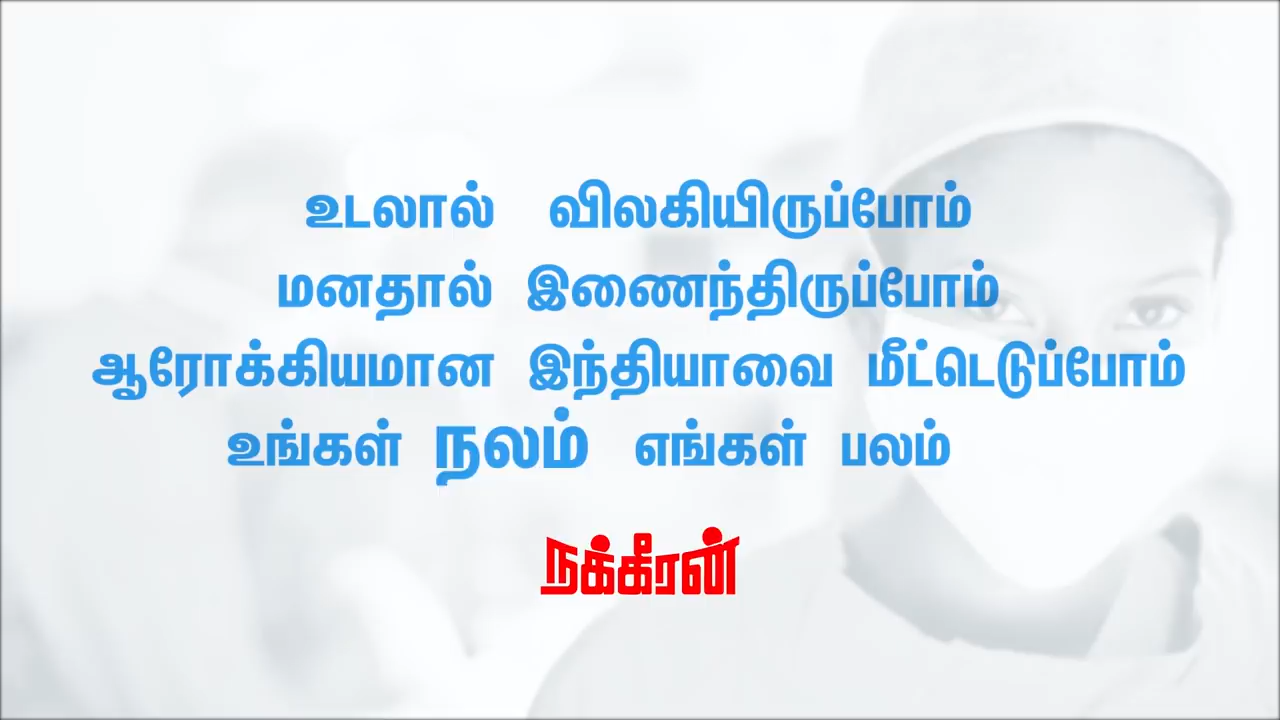 உடலால் விலகியிருப்போம்
மனதால் இணைந்திருப்போம்
ஆரோக்கியமான இந்தியாவை மீட்டெடுப்போம்
உங்கள் நலம் எங்கள் பலம்
நக்கீரன்